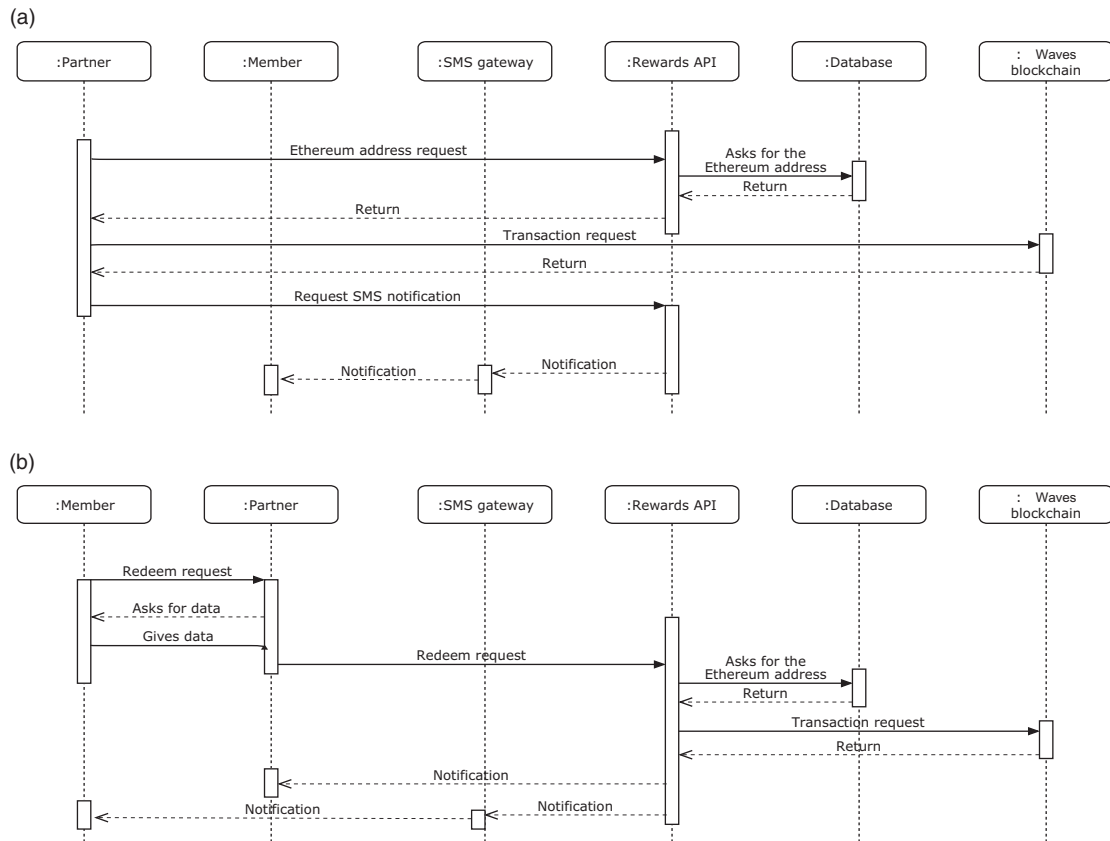 (a)
:Partner
:Member
:SMS gateway
:Rewards API
:Database
: Waves
blockchain
Ethereum address request
Asks for the
Ethereum address
Return
Return
Transaction request
Return
Request SMS notification
Notification
Notification
(b)
:Member
:Partner
:SMS gateway
:Rewards API
:Database
: Waves
blockchain
Redeem request
Asks for data
Gives data
Redeem request
Asks for the
Ethereum address
Return
Transaction request
Return
Notification
Notification
Notification